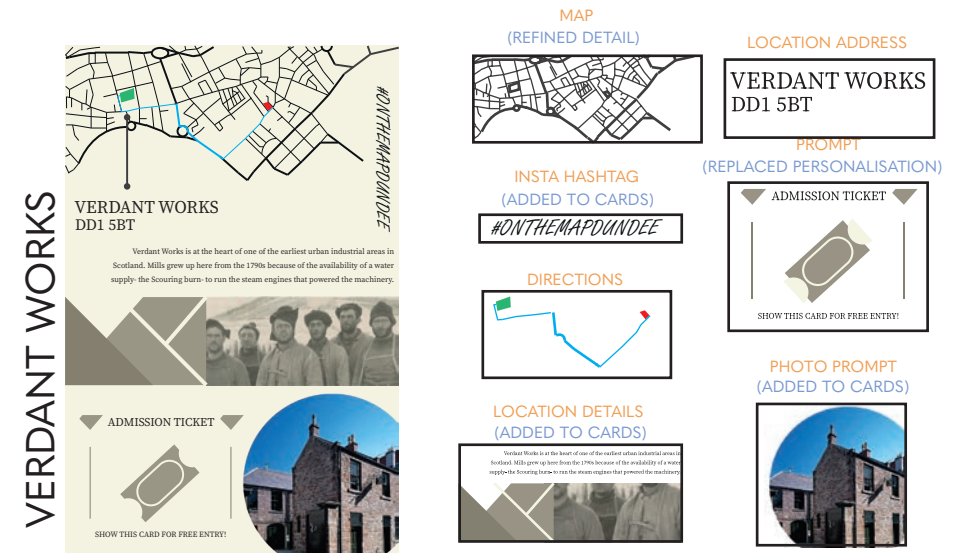 VERDANT WORKS
#ONTHEMAPDUNDEE
VERDANT WORKS
DD1 5BT
Verdant Works is at the heart of one of the earliest urban industrial areas in
Scotland. Mills grew up here from the 1790s because of the availability of a water
supply- the Scouring burn- to run the steam engines that powered the machinery.
ADMISSION TICKET
SHOW THIS CARD FOR FREE ENTRY!
MAP
(REFINED DETAIL)
INSTA HASHTAG
(ADDED TO CARDS)
#ONTHEMAPDUNDEE
DIRECTIONS
LOCATION DETAILS
(ADDED TO CARDS)
Verdant Works is at the heart of one of the earliest urban industrial areas in
Scotland. Mills grew up here from the 1790s because of the availability of a water
supply- the Scouring burn- to run the steam engines that powered the machinery.
LOCATION ADDRESS
VERDANT WORKS
DD1 5BT
PROMPT
(REPLACED PERSONALISATION)
ADMISSION TICKET
SHOW THIS CARD FOR FREE ENTRY!
PHOTO PROMPT
(ADDED TO CARDS)